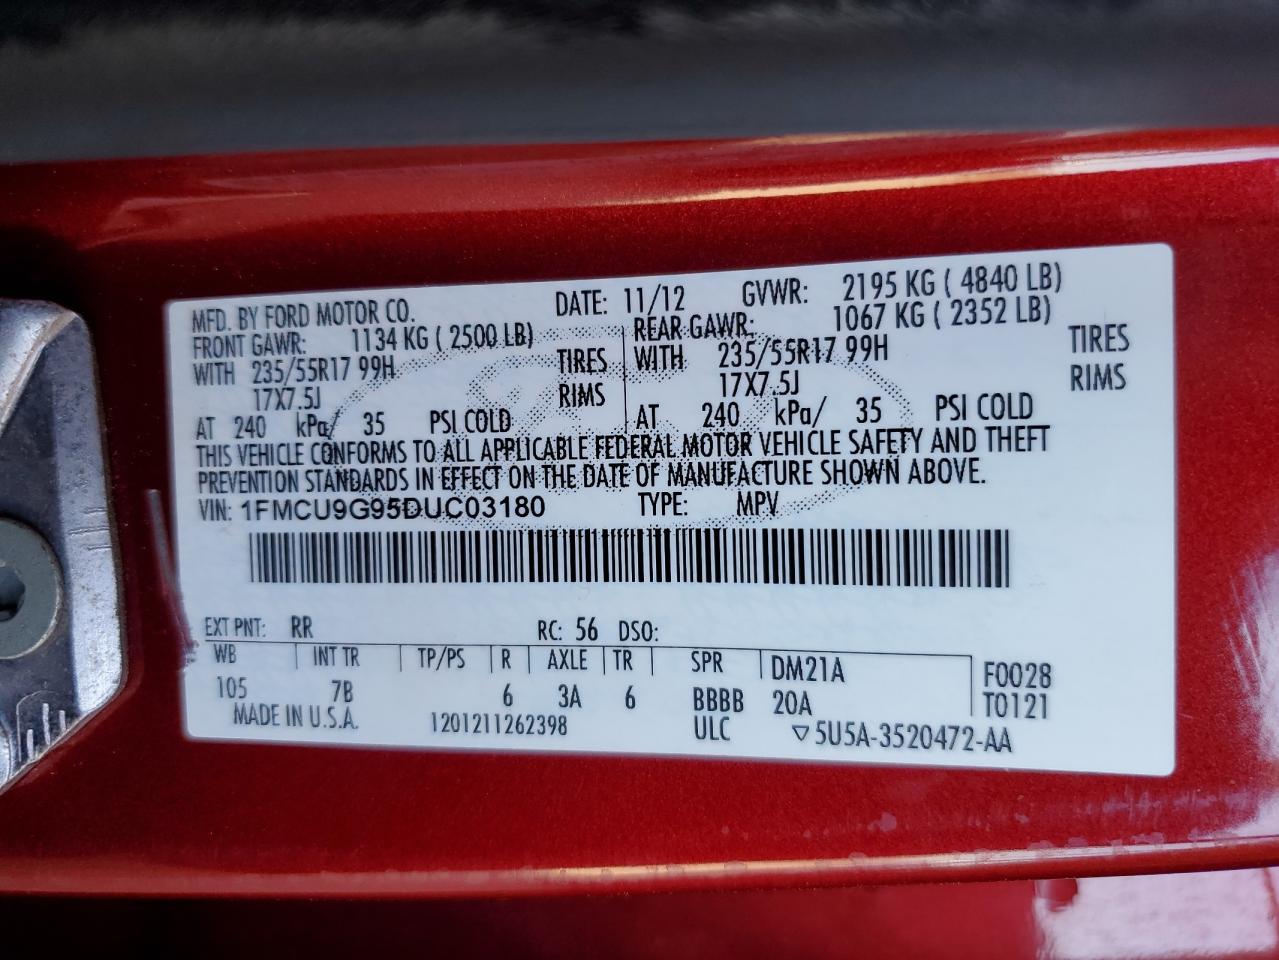 MFD. BY FORD MOTOR CO. DATE: 11/12 GVWR: 2195 KG ( 4840 LB)
FRONT GAWR: 1134 KG ( 2500 LB) REAR GAWR: 1067 KG ( 2352 LB)
WITH 235/55R17 99H TIRES WITH 235/55R17 99H TIRES
17X7.5J RIMS 17X7.5J RIMS
AT 240 kPa/ 35 PSI COLD AT 240 kPa/ 35 PSI COLD
THIS VEHICLE CONFORMS TO ALL APPLICABLE FEDERAL MOTOR VEHICLE SAFETY AND THEFT
PREVENTION STANDARDS IN EFFECT ON THE DATE OF MANUFACTURE SHOWN ABOVE.
VIN: 1FMCU9G95DUC03180 TYPE: MPV
EXT PNT: RR RC: 56 DSO:
WB INT TR TP/PS R AXLE TR SPR DM21A F0028
105 7B 6 3A 6 BBBB 20A T0121
MADE IN U.S.A. 1201211262398 ULC ▽5U5A-3520472-AA